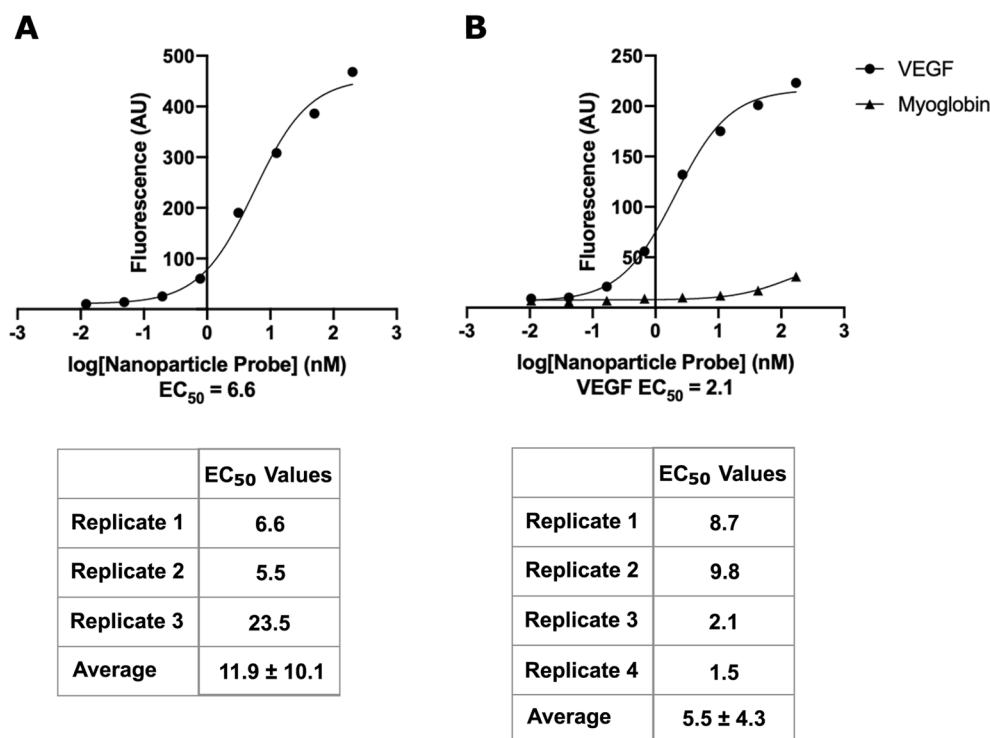 A
500
400
300
200
100
Fluorescence (AU)
-3 -2 -1 0 1 2 3
log[Nanoparticle Probe] (nM)
EC50 = 6.6
EC50 Values
Replicate 1 6.6
Replicate 2 5.5
Replicate 3 23.5
Average 11.9 ± 10.1
B
250
200
150
100
50
Fluorescence (AU)
-3 -2 -1 0 1 2 3
log[Nanoparticle Probe] (nM)
VEGF EC50 = 2.1
VEGF
Myoglobin
EC50 Values
Replicate 1 8.7
Replicate 2 9.8
Replicate 3 2.1
Replicate 4 1.5
Average 5.5 ± 4.3